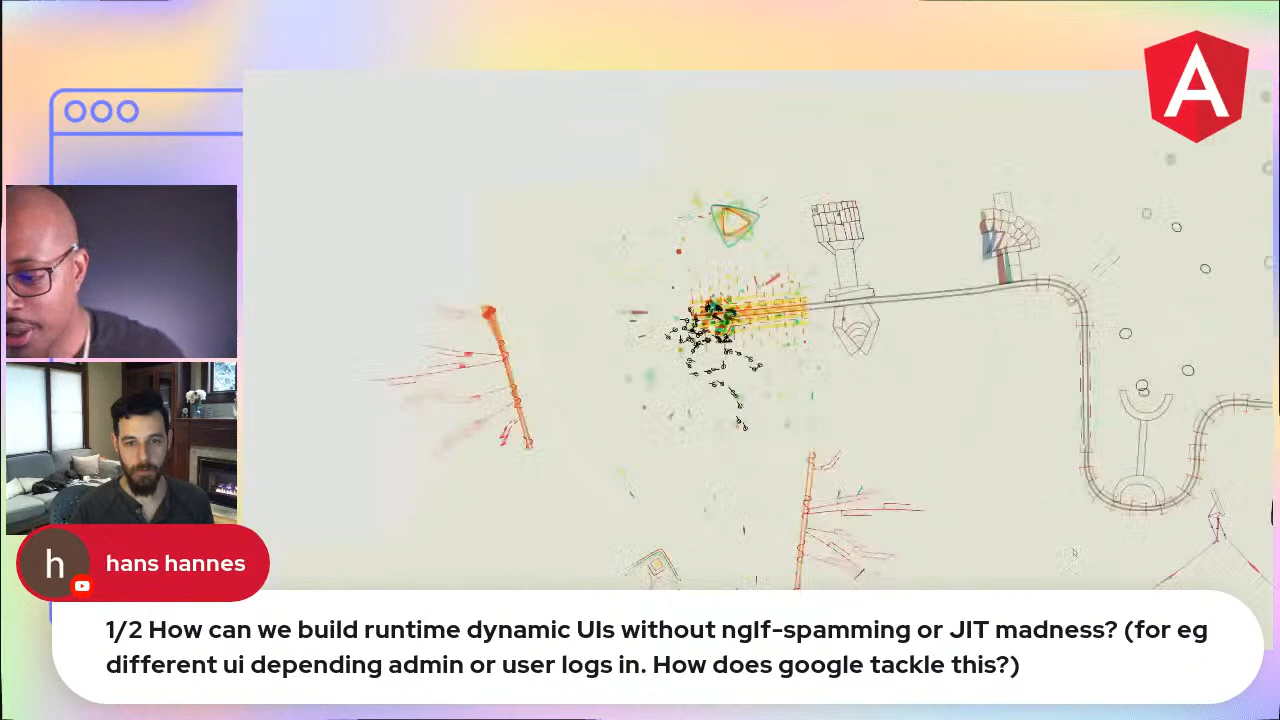 A
h
hans hannes
1/2 How can we build runtime dynamic UIs without ngIf-spamming or JIT madness? (for eg
different ui depending admin or user logs in. How does google tackle this?)